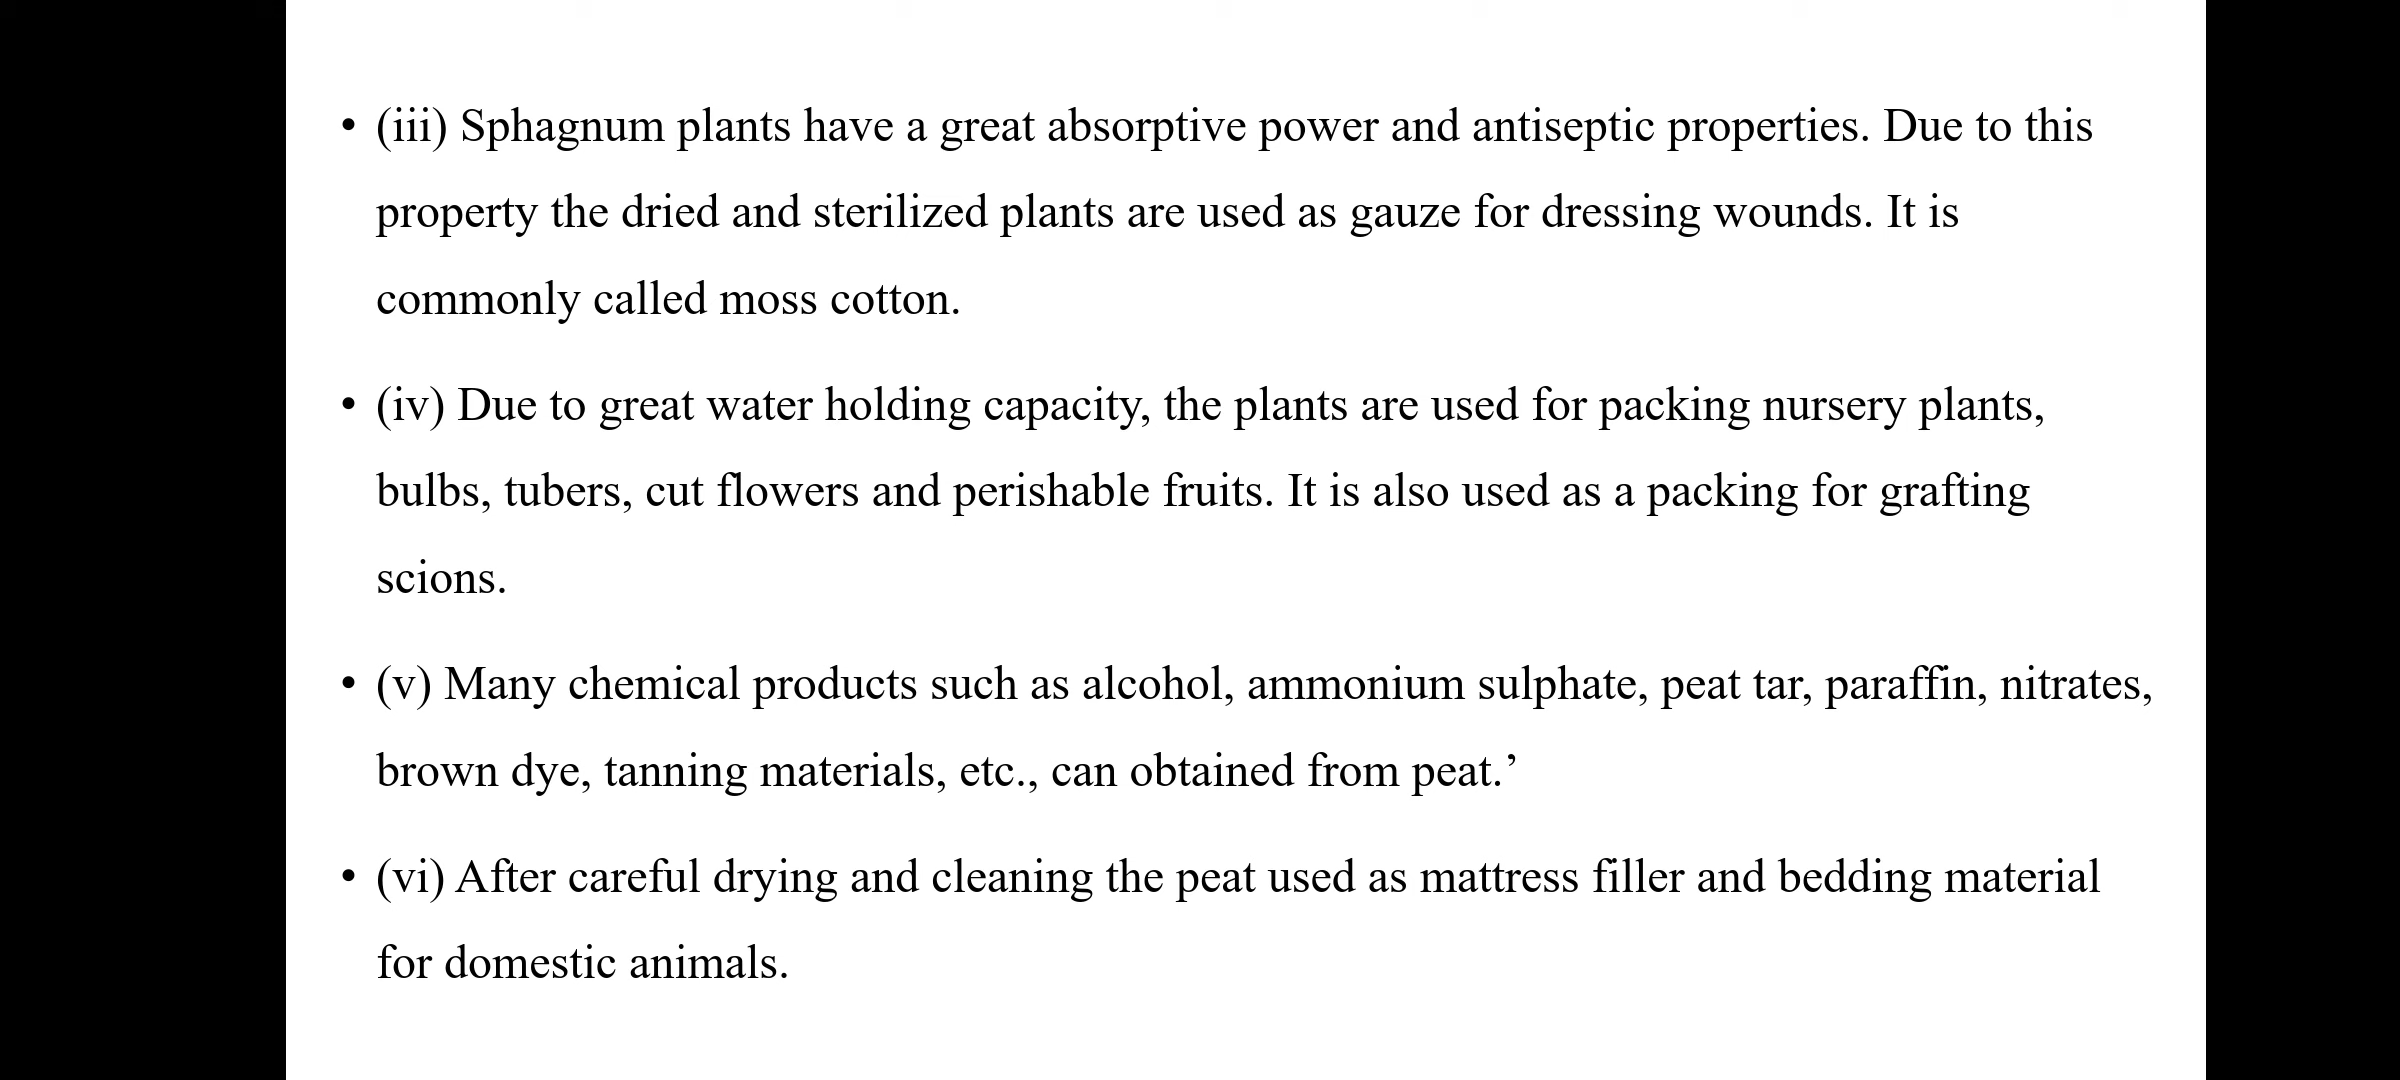 • (iii) Sphagnum plants have a great absorptive power and antiseptic properties. Due to this
property the dried and sterilized plants are used as gauze for dressing wounds. It is
commonly called moss cotton.
• (iv) Due to great water holding capacity, the plants are used for packing nursery plants,
bulbs, tubers, cut flowers and perishable fruits. It is also used as a packing for grafting
scions.
• (v) Many chemical products such as alcohol, ammonium sulphate, peat tar, paraffin, nitrates,
brown dye, tanning materials, etc., can obtained from peat.’
• (vi) After careful drying and cleaning the peat used as mattress filler and bedding material
for domestic animals.